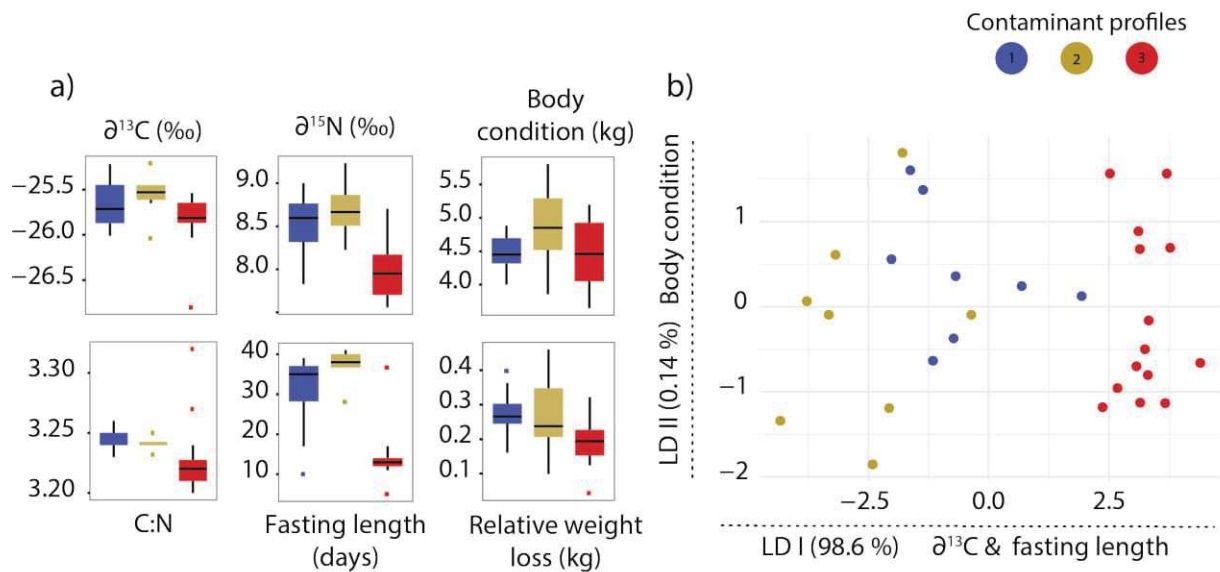 Contaminant profiles
1 2 3
a)
b)
∂¹³C (‰)
∂¹⁵N (‰)
Body
condition (kg)
−25.5
−26.0
−26.5
9.0
8.5
8.0
5.5
5.0
4.5
4.0
3.30
3.25
3.20
40
30
20
10
0.4
0.3
0.2
0.1
C:N
Fasting length
(days)
Relative weight
loss (kg)
LD II (0.14 %) Body condition
1
0
−1
−2
−2.5 0.0 2.5
LD I (98.6 %) ∂¹³C & fasting length